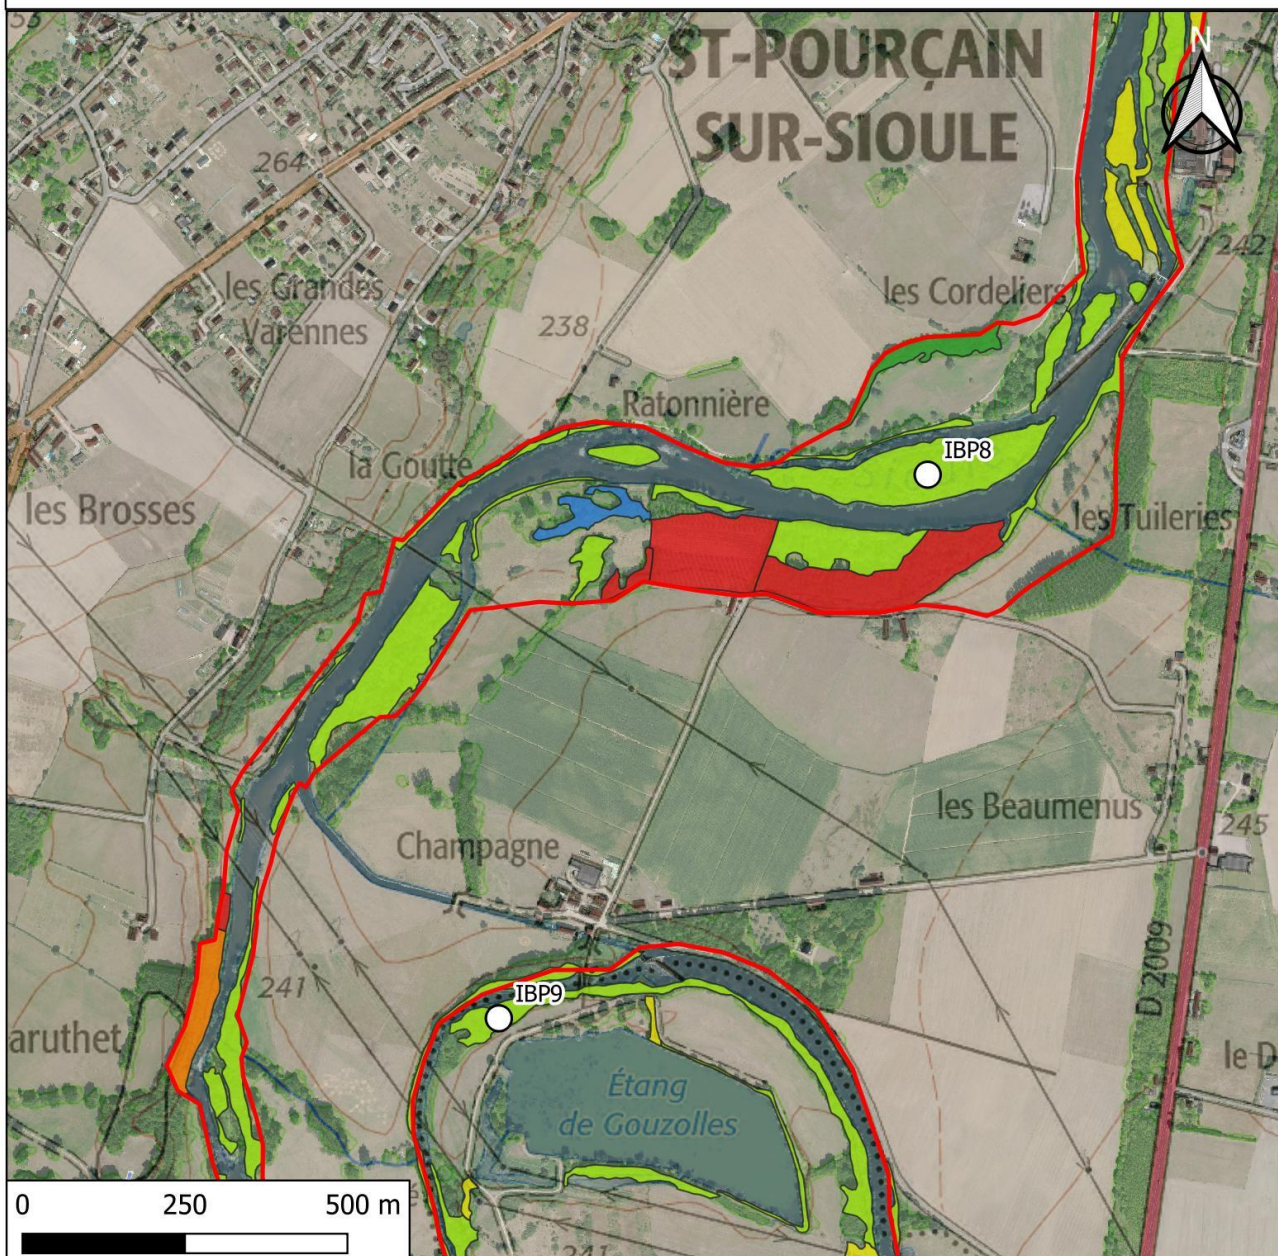 ST-POURÇAIN
SUR-SIOULE
N
264
242
les Grandes
Varennes
les Cordeliers
238
Ratonnière
la Goutte
IBP8
les Brosses
les Tuileries
les Beaumenus
245
Champagne
D 2009
241
IBP9
aruthet
le D
Étang
de Gouzolles
0 250 500 m
241